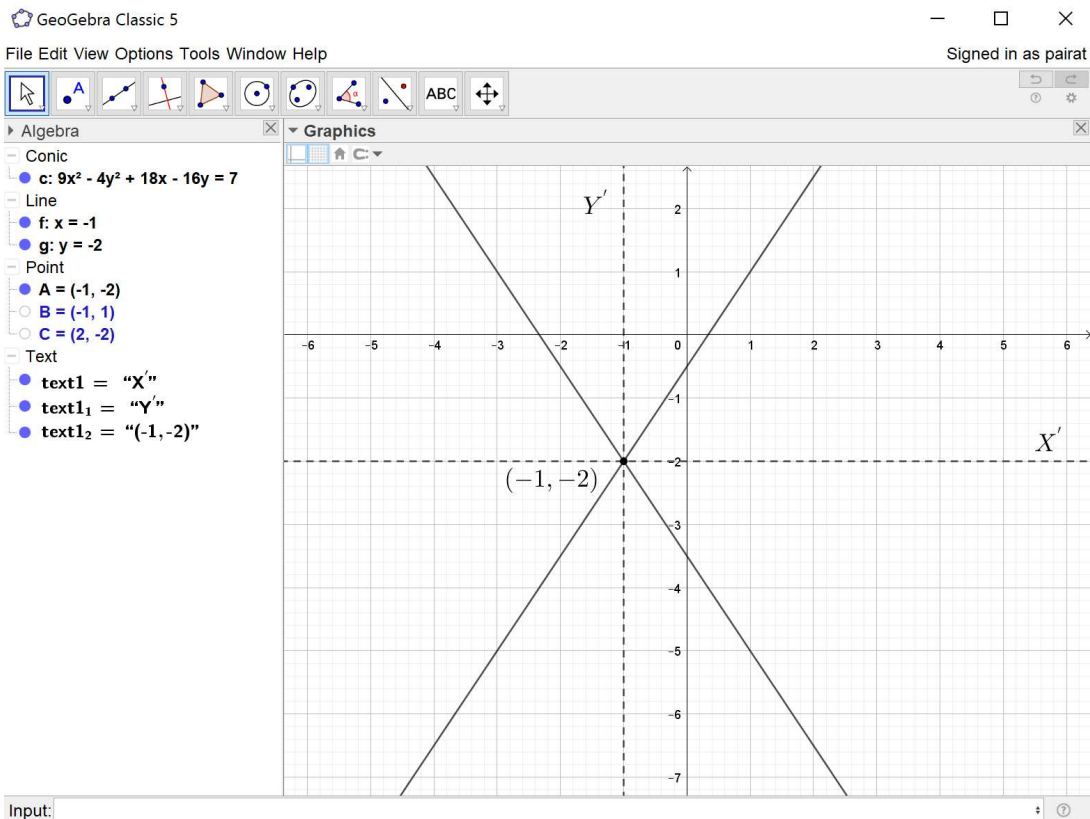 GeoGebra Classic 5
File Edit View Options Tools Window Help
Signed in as pairat
A
α
ABC
Algebra
Graphics
Conic
c: 9x² - 4y² + 18x - 16y = 7
Line
f: x = -1
g: y = -2
Point
A = (-1, -2)
B = (-1, 1)
C = (2, -2)
Text
text1 = “X′”
text1₁ = “Y′”
text1₂ = “(-1,-2)”
Y′
2
1
-6 -5 -4 -3 -2 -1 0 1 2 3 4 5 6
-1
X′
-2
(−1, −2)
-3
-4
-5
-6
-7
Input: